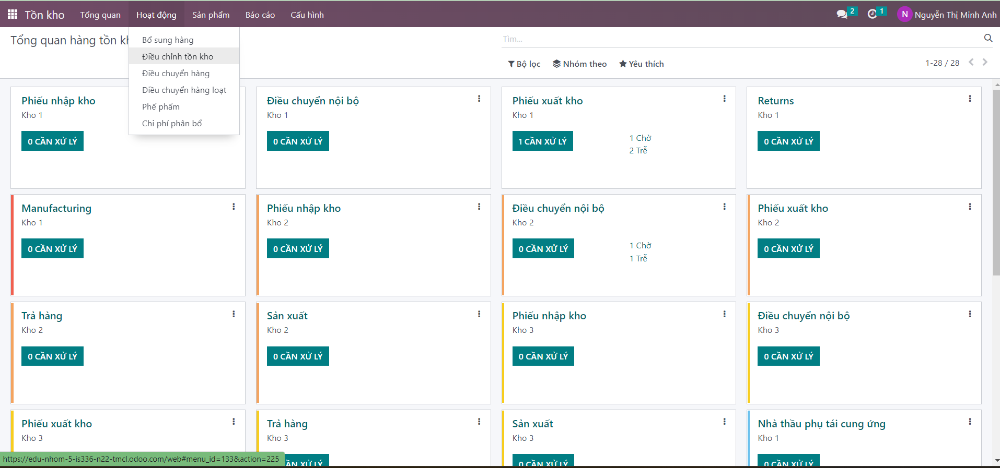 Tồn kho Tổng quan Hoạt động Sản phẩm Báo cáo Cấu hình 2 1 N Nguyễn Thị Minh Anh
Tổng quan hàng tồn kh
Tìm...
Bổ sung hàng
Điều chỉnh tồn kho
Điều chuyển hàng
Điều chuyển hàng loạt
Phế phẩm
Chi phí phân bổ
Bộ lọc Nhóm theo Yêu thích 1-28 / 28
Phiếu nhập kho
Kho 1
0 CẦN XỬ LÝ
Điều chuyển nội bộ
Kho 1
0 CẦN XỬ LÝ
Phiếu xuất kho
Kho 1
1 CẦN XỬ LÝ
1 Chờ
2 Trễ
Returns
Kho 1
0 CẦN XỬ LÝ
Manufacturing
Kho 1
0 CẦN XỬ LÝ
Phiếu nhập kho
Kho 2
0 CẦN XỬ LÝ
Điều chuyển nội bộ
Kho 2
0 CẦN XỬ LÝ
1 Chờ
1 Trễ
Phiếu xuất kho
Kho 2
0 CẦN XỬ LÝ
Trả hàng
Kho 2
0 CẦN XỬ LÝ
Sản xuất
Kho 2
0 CẦN XỬ LÝ
Phiếu nhập kho
Kho 3
0 CẦN XỬ LÝ
Điều chuyển nội bộ
Kho 3
0 CẦN XỬ LÝ
Phiếu xuất kho
Kho 3
Trả hàng
Kho 3
CẦN XỬ LÝ
Sản xuất
Kho 3
0 CẦN XỬ LÝ
Nhà thầu phụ tái cung ứng
Kho 1
0 CẦN XỬ LÝ
https://edu-nhom-5-is336-n22-tmcl.odoo.com/web#menu_id=133&action=225